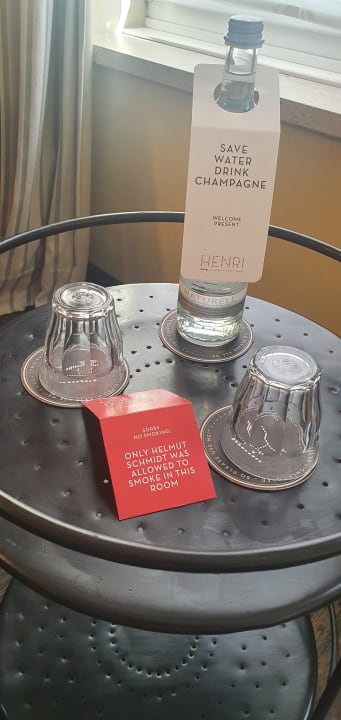 SAVE
WATER
DRINK
CHAMPAGNE
WELCOME
PRESENT
HENRI
NATURELL
SORRY
NO SMOKING!
ONLY HELMUT
SCHMIDT WAS
ALLOWED TO
SMOKE IN THIS
ROOM